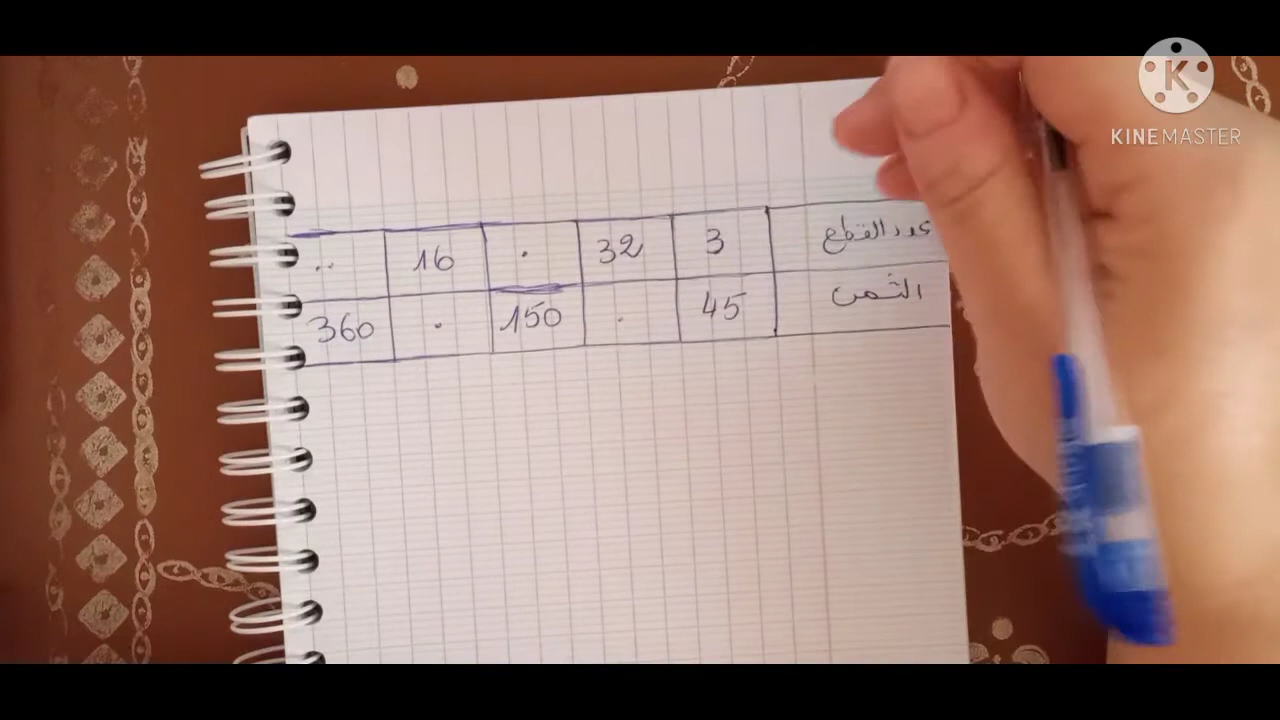 عدد القطع 3 32 . 16 ..
الثمن 45 . 150 . 360
K
KINEMASTER